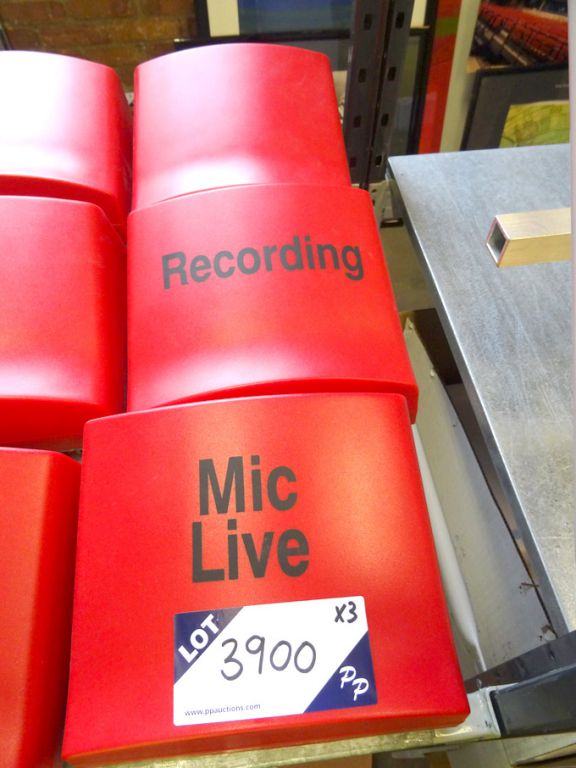 Recording
Mic
Live
LOT
3900
X3
www.ppauctions.com
PP